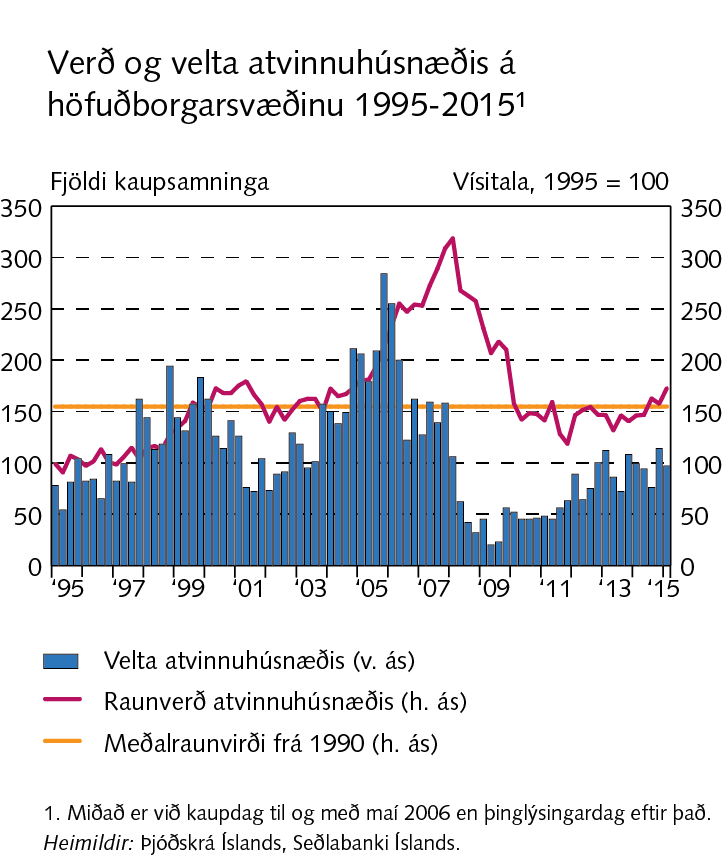 Verð og velta atvinnuhúsnæðis á
höfuðborgarsvæðinu 1995-2015¹
Fjöldi kaupsamninga
Vísitala, 1995 = 100
350
350
300
300
250
250
200
200
150
150
100
100
50
50
0
0
'95 '97 '99 '01 '03 '05 '07 '09 '11 '13 '15
Velta atvinnuhúsnæðis (v. ás)
Raunverð atvinnuhúsnæðis (h. ás)
Meðalraunvirði frá 1990 (h. ás)
1. Miðað er við kaupdag til og með maí 2006 en þinglýsingardag eftir það.
Heimildir: Þjóðskrá Íslands, Seðlabanki Íslands.